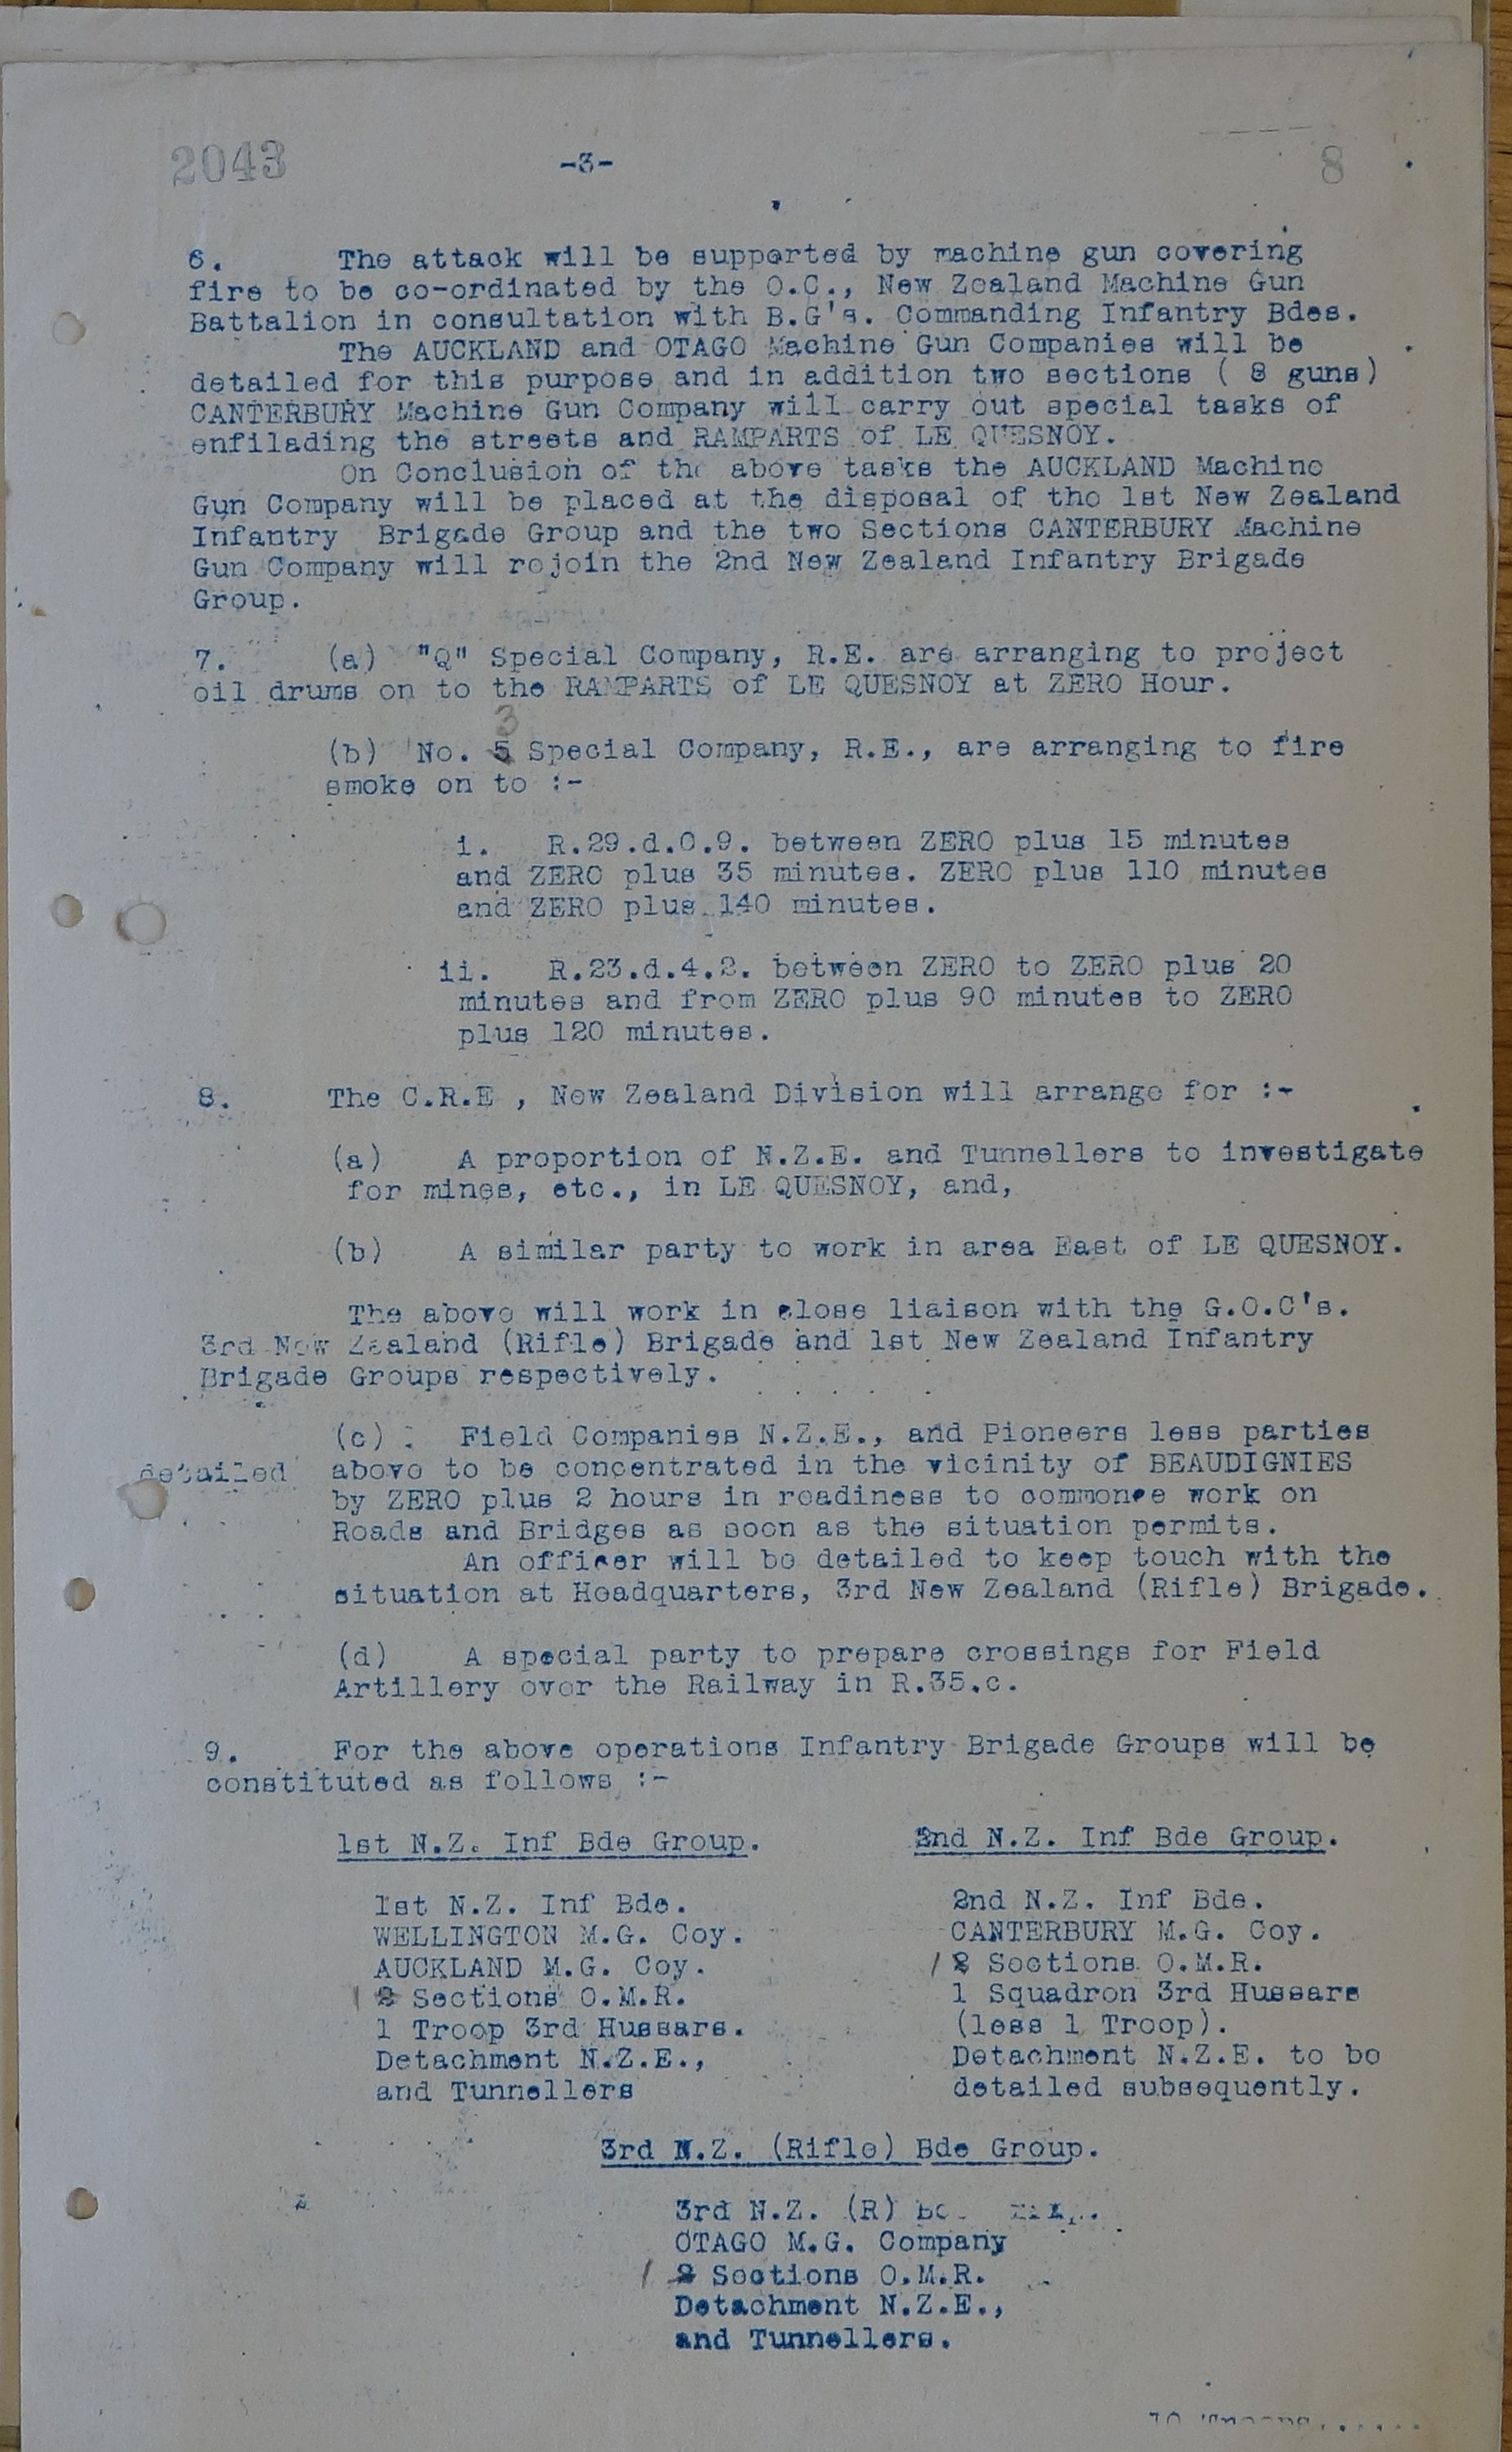 2043
-3-
8
6. The attack will be supported by machine gun covering
fire to be co-ordinated by the O.C., New Zealand Machine Gun
Battalion in consultation with B.G's. Commanding Infantry Bdes.
The AUCKLAND and OTAGO Machine Gun Companies will be
detailed for this purpose and in addition two sections ( 8 guns)
CANTERBURY Machine Gun Company will carry out special tasks of
enfilading the streets and RAMPARTS of LE QUESNOY.
On Conclusion of the above tasks the AUCKLAND Machine
Gun Company will be placed at the disposal of the 1st New Zealand
Infantry Brigade Group and the two Sections CANTERBURY Machine
Gun Company will rejoin the 2nd New Zealand Infantry Brigade
Group.
7. (a) "Q" Special Company, R.E. are arranging to project
oil drums on to the RAMPARTS of LE QUESNOY at ZERO Hour.
3
(b) No. 5 Special Company, R.E., are arranging to fire
smoke on to :-
i. R.29.d.0.9. between ZERO plus 15 minutes
and ZERO plus 35 minutes. ZERO plus 110 minutes
and ZERO plus 140 minutes.
ii. R.23.d.4.2. between ZERO to ZERO plus 20
minutes and from ZERO plus 90 minutes to ZERO
plus 120 minutes.
8. The C.R.E , New Zealand Division will arrange for :-
(a) A proportion of N.Z.E. and Tunnellers to investigate
for mines, etc., in LE QUESNOY, and,
(b) A similar party to work in area East of LE QUESNOY.
The above will work in close liaison with the G.O.C's.
3rd New Zealand (Rifle) Brigade and 1st New Zealand Infantry
Brigade Groups respectively.
(c) Field Companies N.Z.E., and Pioneers less parties
detailed above to be concentrated in the vicinity of BEAUDIGNIES
by ZERO plus 2 hours in readiness to commence work on
Roads and Bridges as soon as the situation permits.
An officer will be detailed to keep touch with the
situation at Headquarters, 3rd New Zealand (Rifle) Brigade.
(d) A special party to prepare crossings for Field
Artillery over the Railway in R.35.c.
9. For the above operations Infantry Brigade Groups will be
constituted as follows :-
1st N.Z. Inf Bde Group.
1st N.Z. Inf Bde.
WELLINGTON M.G. Coy.
AUCKLAND M.G. Coy.
1 2 Sections O.M.R.
1 Troop 3rd Hussars.
Detachment N.Z.E.,
and Tunnellers
2nd N.Z. Inf Bde Group.
2nd N.Z. Inf Bde.
CANTERBURY M.G. Coy.
1 2 Sections O.M.R.
1 Squadron 3rd Hussars
(less 1 Troop).
Detachment N.Z.E. to be
detailed subsequently.
3rd N.Z. (Rifle) Bde Group.
3rd N.Z. (R)
OTAGO M.G. Company
1 2 Sections O.M.R.
Detachment N.Z.E.,
and Tunnellers.